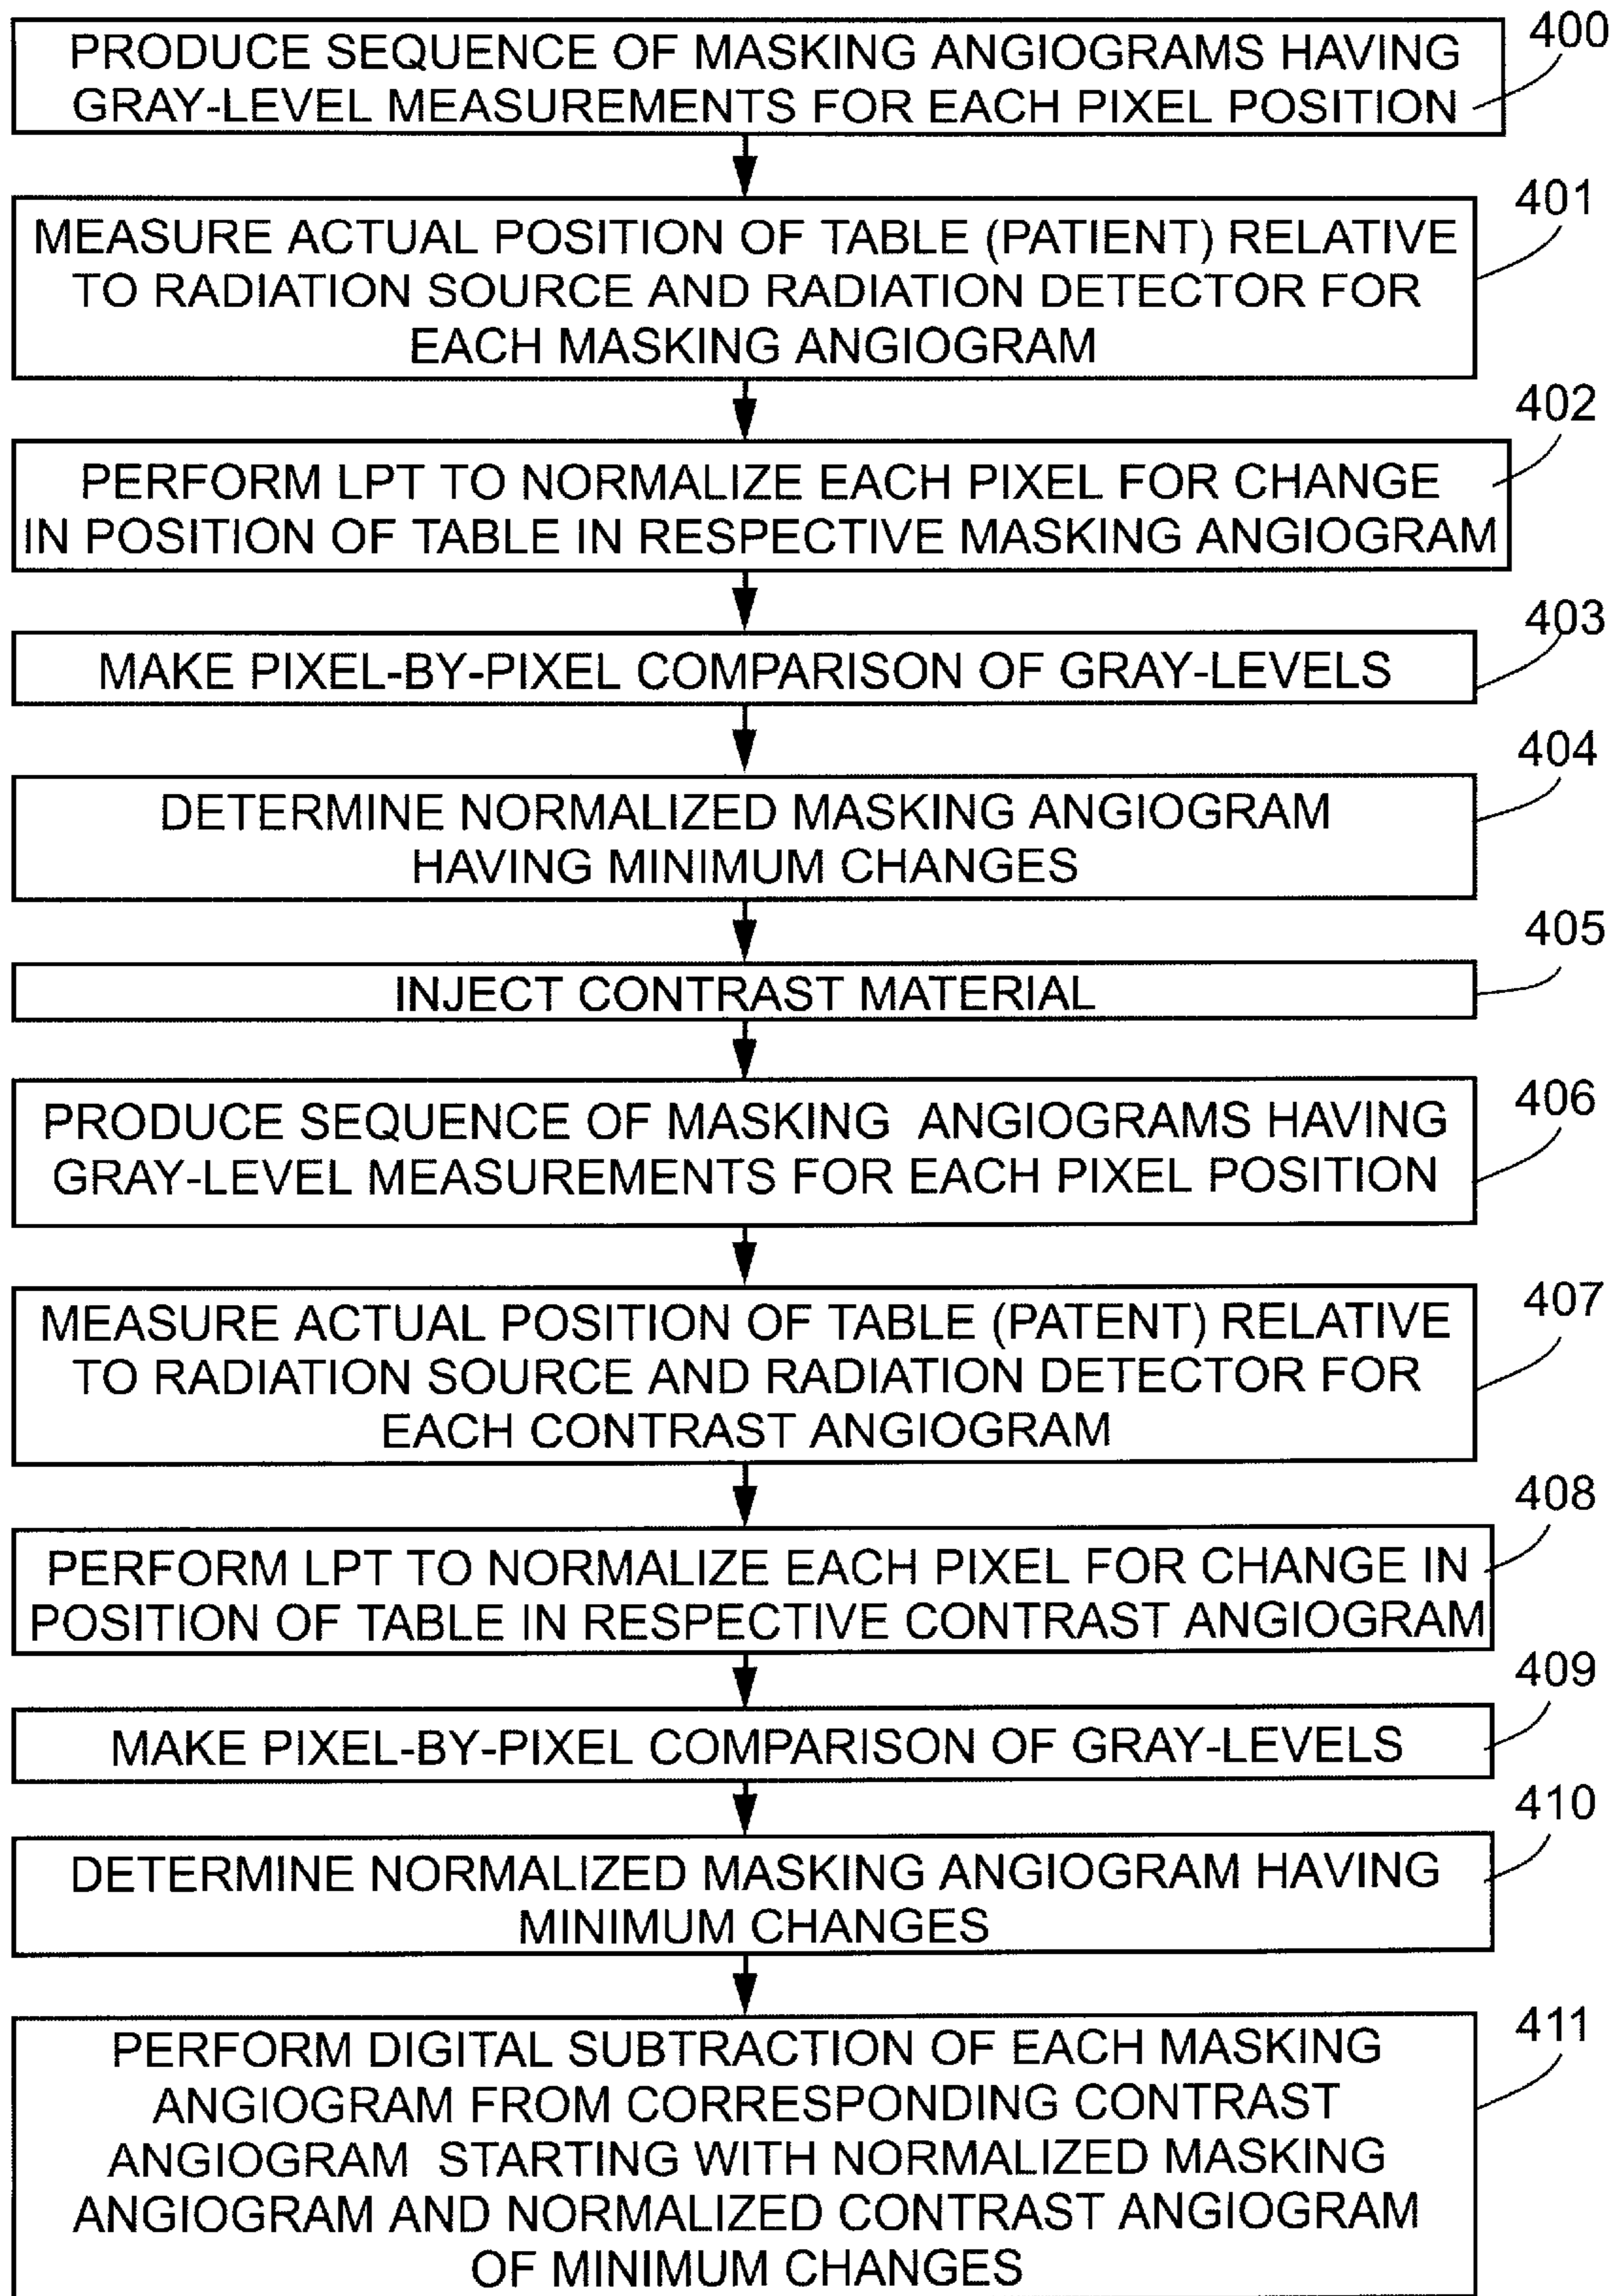 400
PRODUCE SEQUENCE OF MASKING ANGIOGRAMS HAVING
GRAY-LEVEL MEASUREMENTS FOR EACH PIXEL POSITION
401
MEASURE ACTUAL POSITION OF TABLE (PATIENT) RELATIVE
TO RADIATION SOURCE AND RADIATION DETECTOR FOR
EACH MASKING ANGIOGRAM
402
PERFORM LPT TO NORMALIZE EACH PIXEL FOR CHANGE
IN POSITION OF TABLE IN RESPECTIVE MASKING ANGIOGRAM
403
MAKE PIXEL-BY-PIXEL COMPARISON OF GRAY-LEVELS
404
DETERMINE NORMALIZED MASKING ANGIOGRAM
HAVING MINIMUM CHANGES
405
INJECT CONTRAST MATERIAL
406
PRODUCE SEQUENCE OF MASKING ANGIOGRAMS HAVING
GRAY-LEVEL MEASUREMENTS FOR EACH PIXEL POSITION
407
MEASURE ACTUAL POSITION OF TABLE (PATENT) RELATIVE
TO RADIATION SOURCE AND RADIATION DETECTOR FOR
EACH CONTRAST ANGIOGRAM
408
PERFORM LPT TO NORMALIZE EACH PIXEL FOR CHANGE IN
POSITION OF TABLE IN RESPECTIVE CONTRAST ANGIOGRAM
409
MAKE PIXEL-BY-PIXEL COMPARISON OF GRAY-LEVELS
410
DETERMINE NORMALIZED MASKING ANGIOGRAM HAVING
MINIMUM CHANGES
411
PERFORM DIGITAL SUBTRACTION OF EACH MASKING
ANGIOGRAM FROM CORRESPONDING CONTRAST
ANGIOGRAM STARTING WITH NORMALIZED MASKING
ANGIOGRAM AND NORMALIZED CONTRAST ANGIOGRAM
OF MINIMUM CHANGES